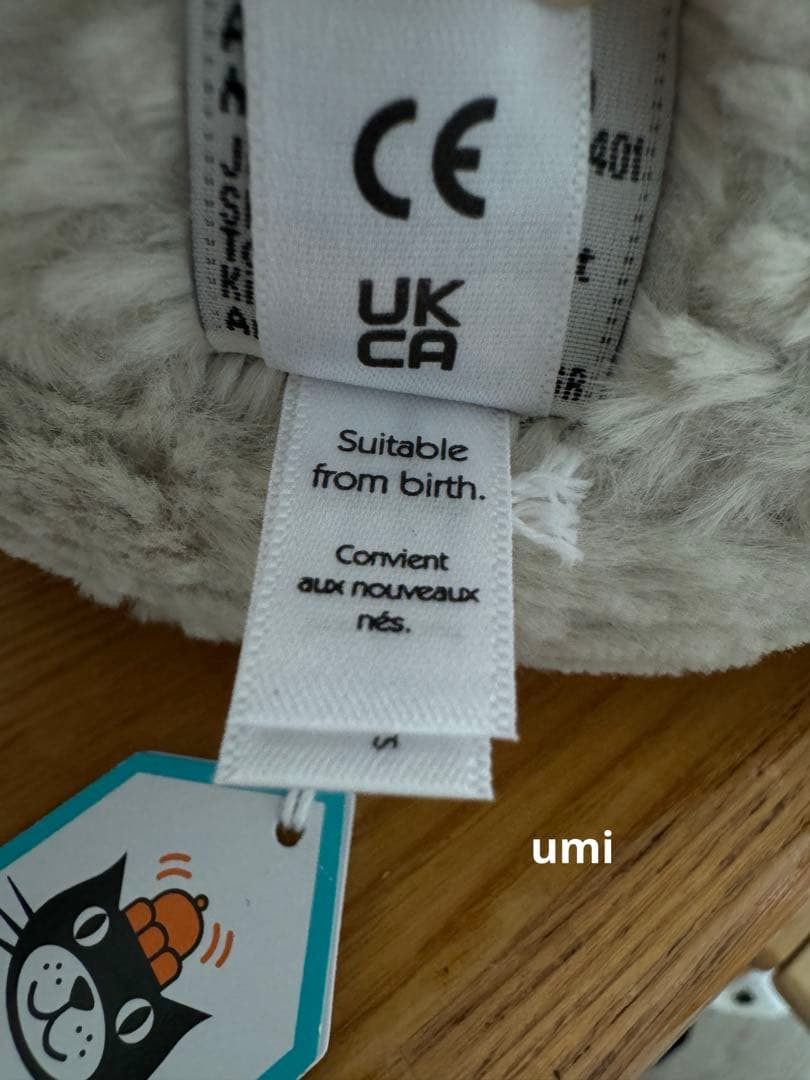 CE
UK
CA
Suitable
from birth.
Convient
aux nouveaux
nés.
umi
401